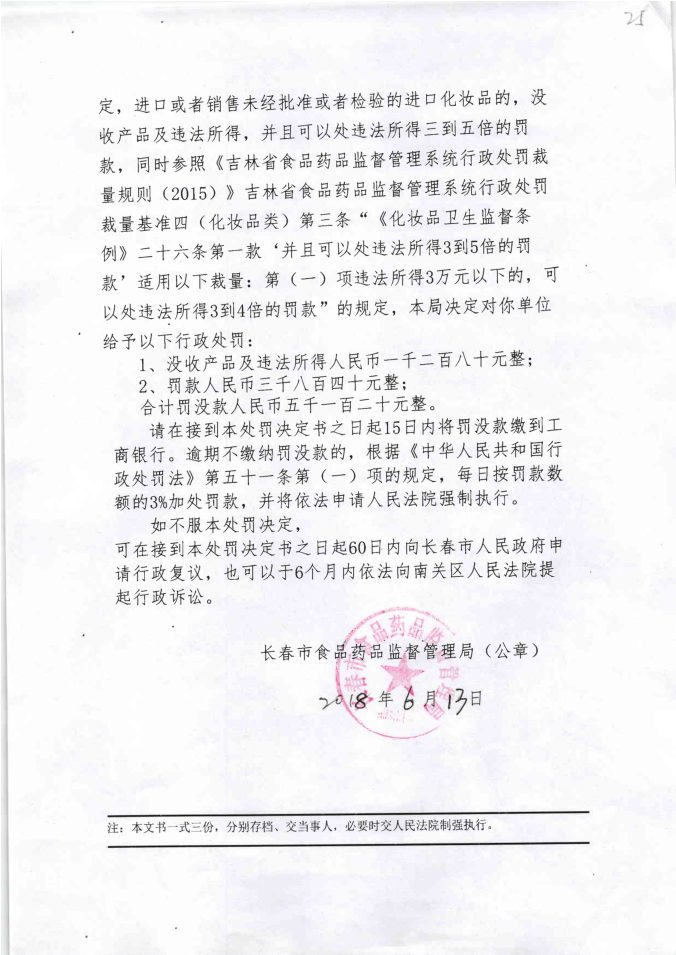 25
定，进口或者销售未经批准或者检验的进口化妆品的，没
收产品及违法所得，并且可以处违法所得三到五倍的罚
款，同时参照《吉林省食品药品监督管理系统行政处罚裁
量规则（2015）》吉林省食品药品监督管理系统行政处罚
裁量基准四（化妆品类）第三条“《化妆品卫生监督条
例》二十六条第一款‘并且可以处违法所得3到5倍的罚
款’适用以下裁量：第（一）项违法所得3万元以下的，可
以处违法所得3到4倍的罚款”的规定，本局决定对你单位
给予以下行政处罚：
1、没收产品及违法所得人民币一千二百八十元整；
2、罚款人民币三千八百四十元整；
合计罚没款人民币五千一百二十元整。
请在接到本处罚决定书之日起15日内将罚没款缴到工
商银行。逾期不缴纳罚没款的，根据《中华人民共和国行
政处罚法》第五十一条第（一）项的规定，每日按罚款数
额的3%加处罚款，并将依法申请人民法院强制执行。
如不服本处罚决定，
可在接到本处罚决定书之日起60日内向长春市人民政府申
请行政复议，也可以于6个月内依法向南关区人民法院提
起行政诉讼。
长春市食品药品监督管理局
长春市食品药品监督管理局（公章）
2018年6月13日
注：本文书一式三份，分别存档、交当事人，必要时交人民法院制强执行。